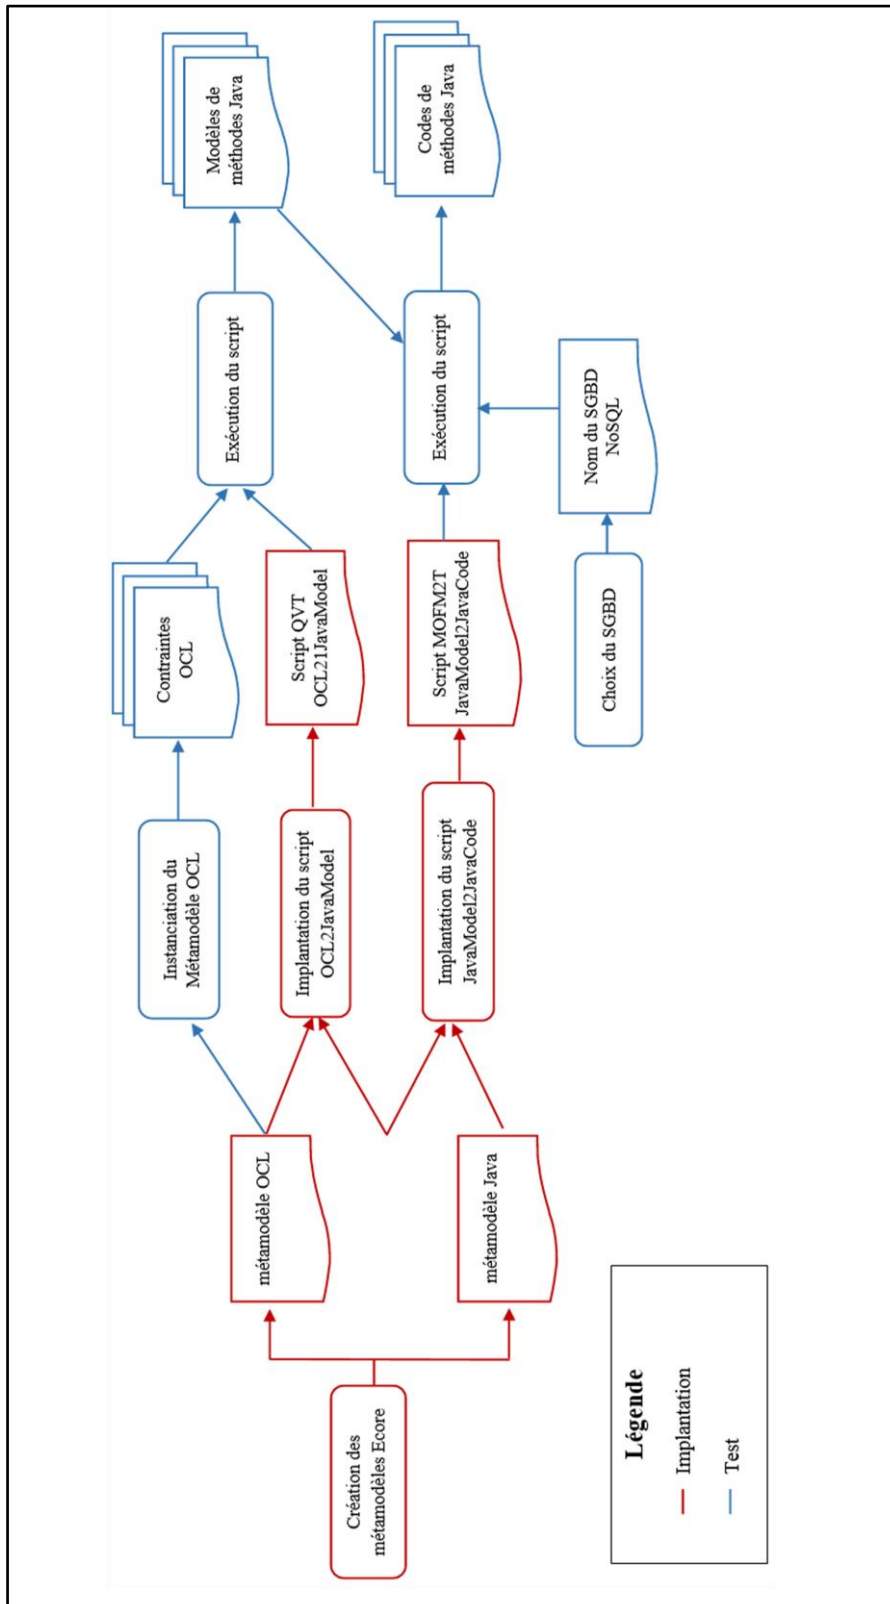 Création des
métamodèles Ecore
métamodèle OCL
métamodèle Java
Instanciation du
Métamodèle OCL
Implantation du script
OCL2JavaModel
Implantation du script
JavaModel2JavaCode
Contraintes
OCL
Script QVT
OCL21JavaModel
Script MOFM2T
JavaModel2JavaCode
Choix du SGBD
Exécution du script
Exécution du script
Nom du SGBD
NoSQL
Modèles de
méthodes Java
Codes de
méthodes Java
Légende
Implantation
Test